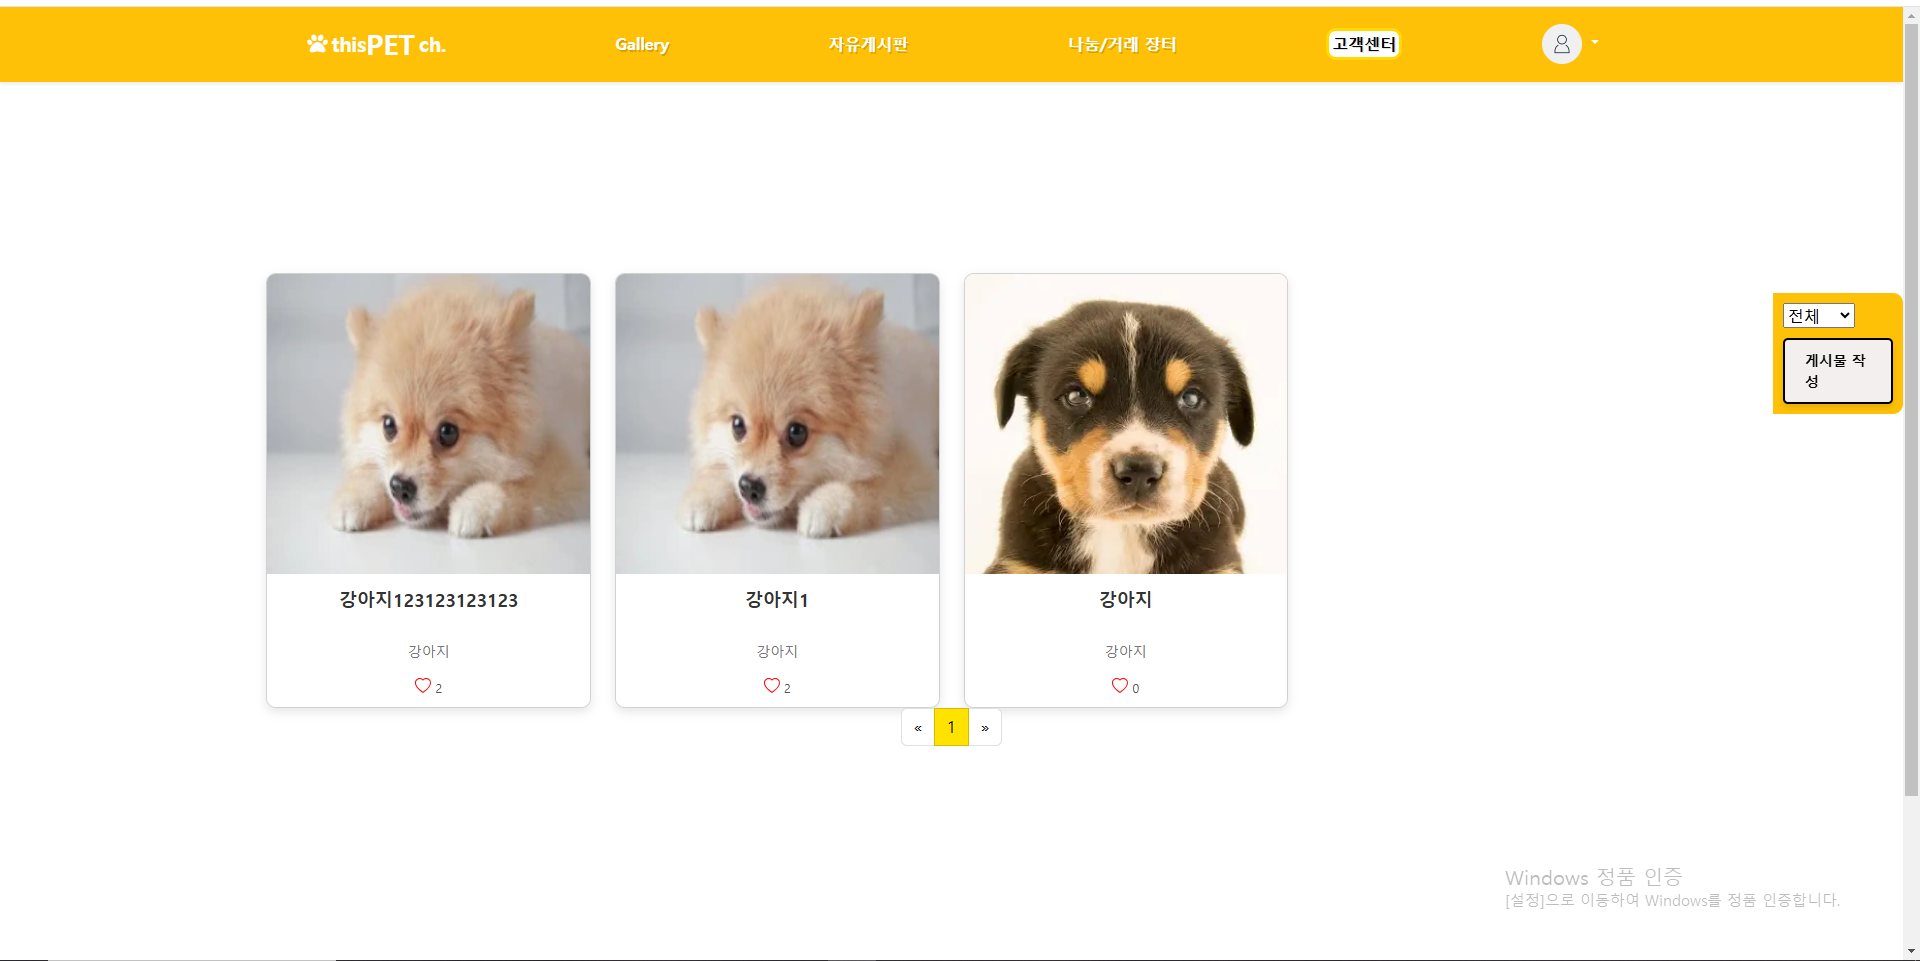 thisPET ch.
Gallery
자유게시판
나눔/거래 장터
고객센터
전체
게시물 작
성
강아지123123123123
강아지
2
강아지1
강아지
2
강아지
강아지
0
« 1 »
Windows 정품 인증
[설정]으로 이동하여 Windows를 정품 인증합니다.